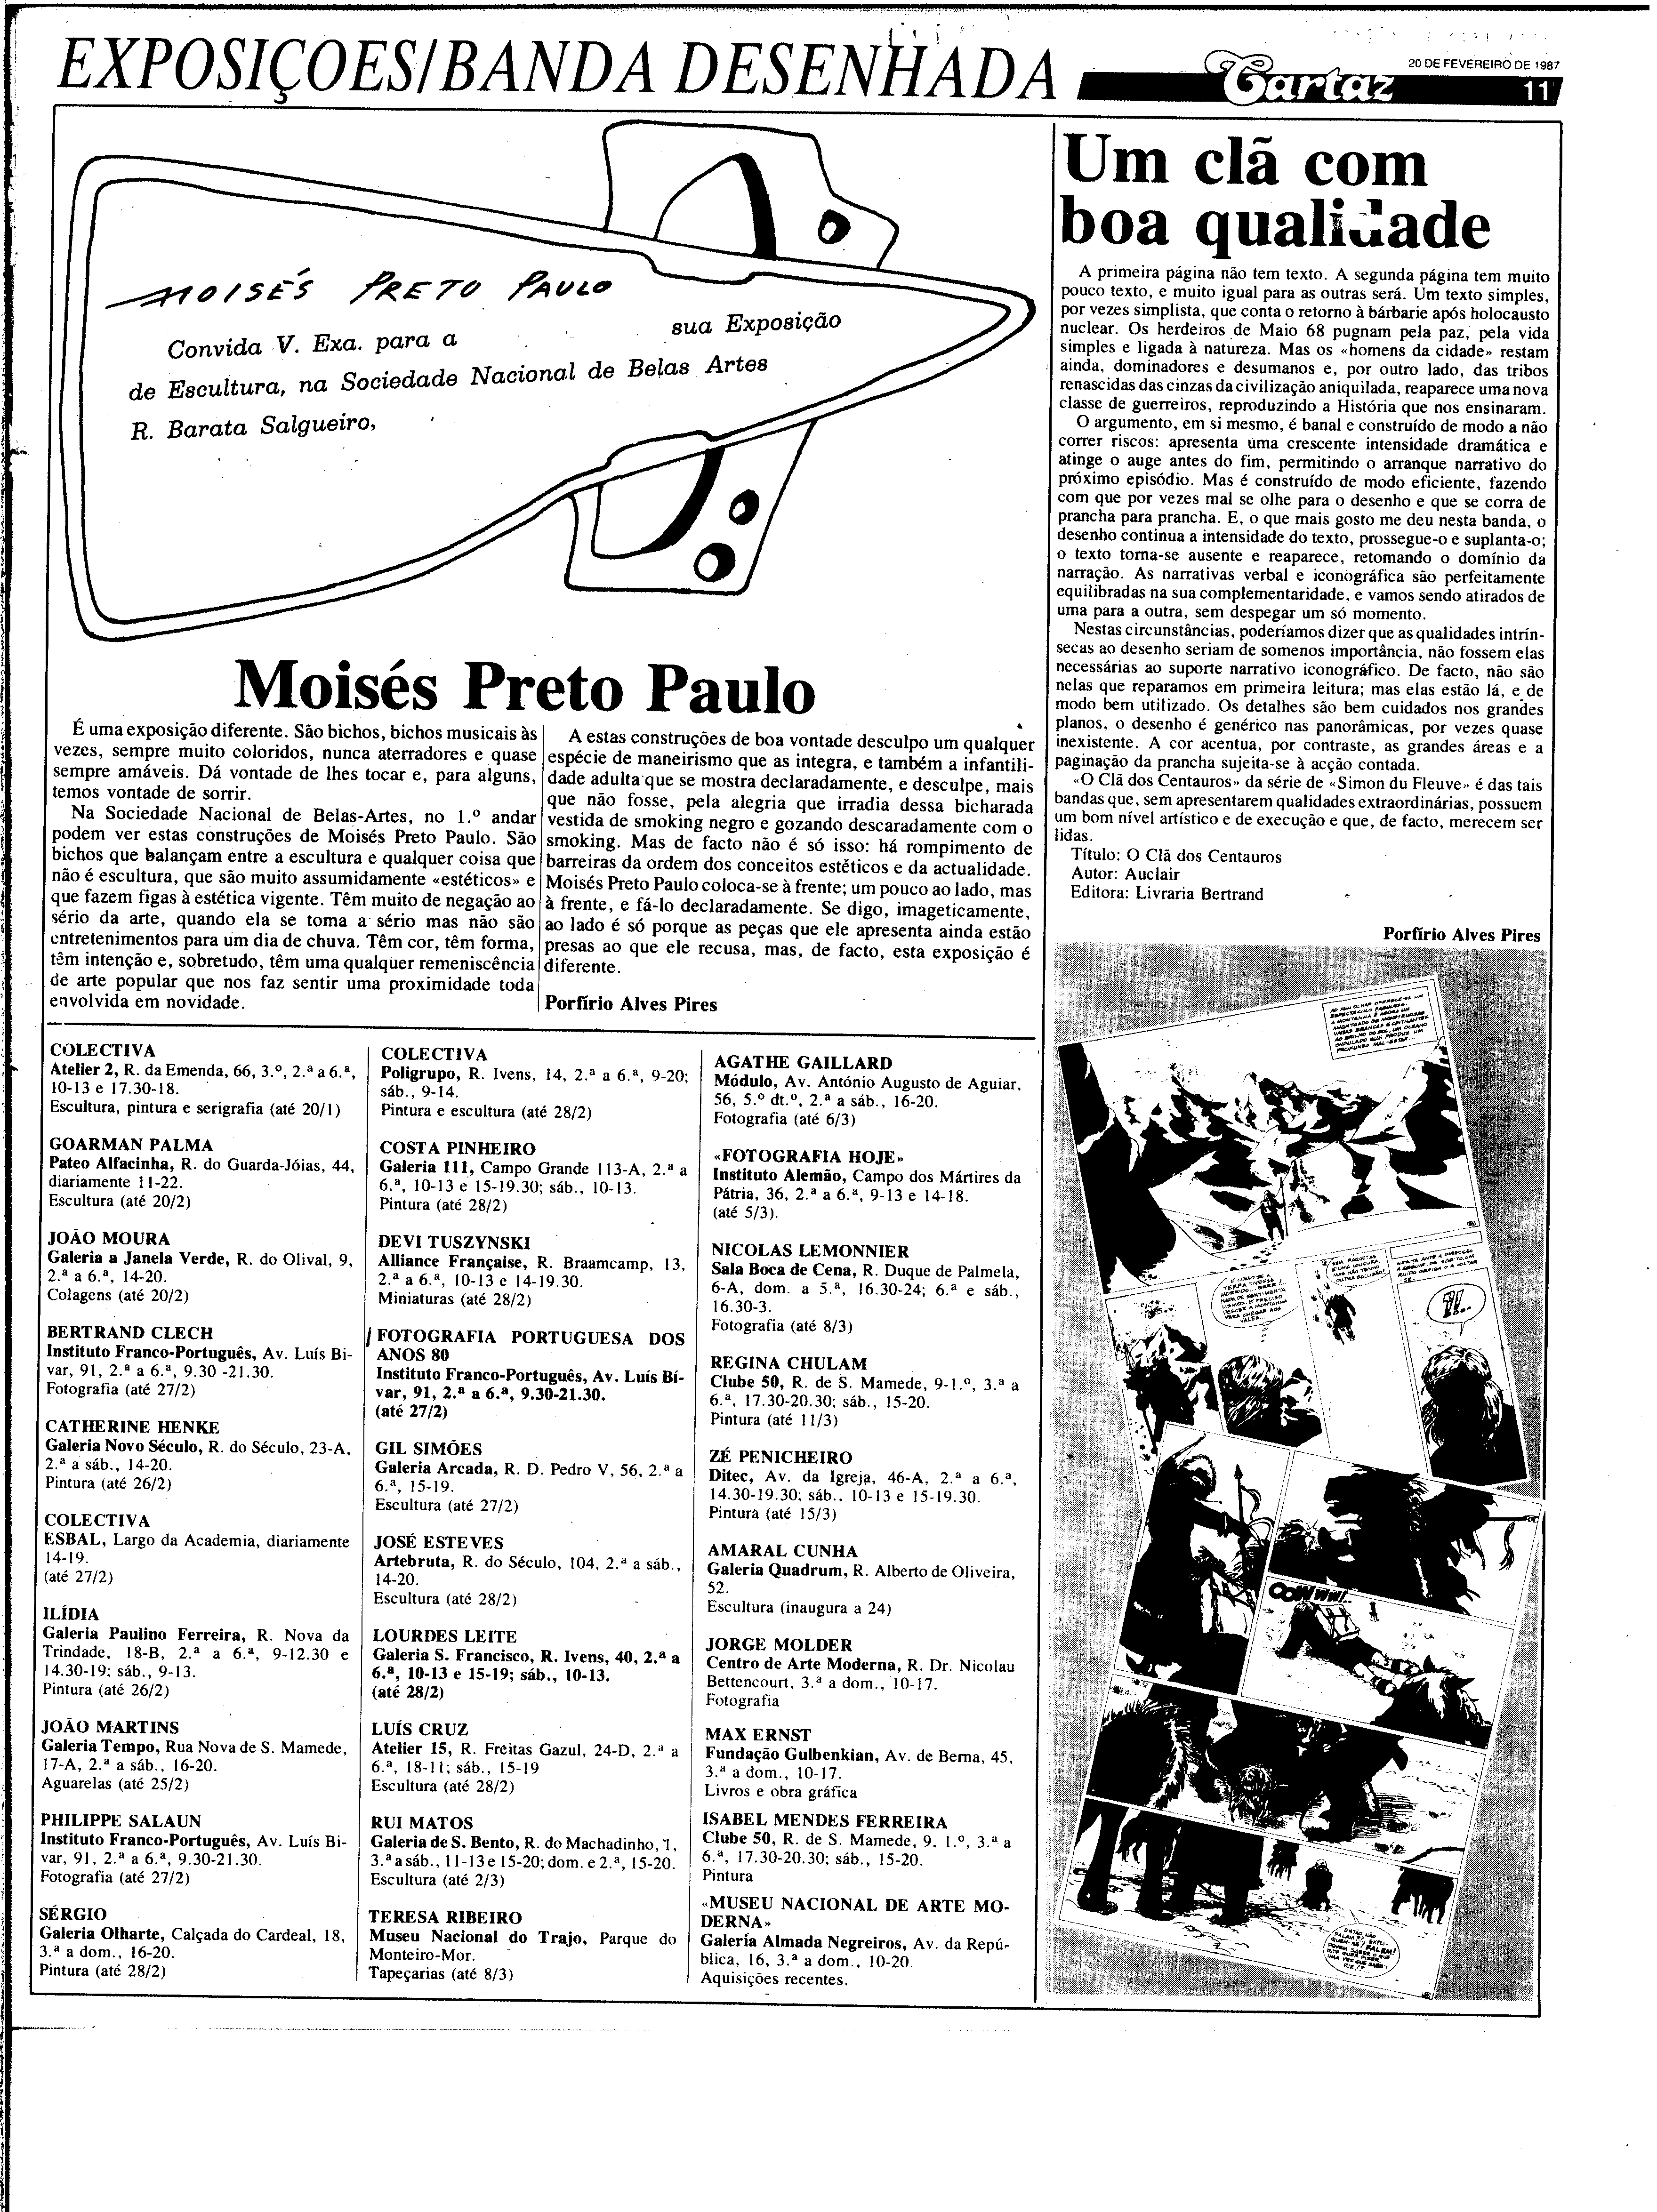 EXPOSIÇOES/BANDA DESENHADA
Cartaz
20 DE FEVEREIRO DE 1987
11
MOISÉS PRETO PAULO
Convida V. Exa. para a sua Exposição
de Escultura, na Sociedade Nacional de Belas Artes
R. Barata Salgueiro,
Moisés Preto Paulo
É uma exposição diferente. São bichos, bichos musicais às
vezes, sempre muito coloridos, nunca aterradores e quase
sempre amáveis. Dá vontade de lhes tocar e, para alguns,
temos vontade de sorrir.
Na Sociedade Nacional de Belas-Artes, no 1.º andar
podem ver estas construções de Moisés Preto Paulo. São
bichos que balançam entre a escultura e qualquer coisa que
não é escultura, que são muito assumidamente «estéticos» e
que fazem figas à estética vigente. Têm muito de negação ao
sério da arte, quando ela se toma a sério mas não são
entretenimentos para um dia de chuva. Têm cor, têm forma,
têm intenção e, sobretudo, têm uma qualquer remeniscência
de arte popular que nos faz sentir uma proximidade toda
envolvida em novidade.
A estas construções de boa vontade desculpo um qualquer
espécie de maneirismo que as integra, e também a infantili-
dade adulta que se mostra declaradamente, e desculpe, mais
que não fosse, pela alegria que irradia dessa bicharada
vestida de smoking negro e gozando descaradamente com o
smoking. Mas de facto não é só isso: há rompimento de
barreiras da ordem dos conceitos estéticos e da actualidade.
Moisés Preto Paulo coloca-se à frente; um pouco ao lado, mas
à frente, e fá-lo declaradamente. Se digo, imageticamente,
ao lado é só porque as peças que ele apresenta ainda estão
presas ao que ele recusa, mas, de facto, esta exposição é
diferente.
Porfírio Alves Pires
COLECTIVA
Atelier 2, R. da Emenda, 66, 3.º, 2.ª a 6.ª,
10-13 e 17.30-18.
Escultura, pintura e serigrafia (até 20/1)
GOARMAN PALMA
Pateo Alfacinha, R. do Guarda-Jóias, 44,
diariamente 11-22.
Escultura (até 20/2)
JOÃO MOURA
Galeria a Janela Verde, R. do Olival, 9,
2.ª a 6.ª, 14-20.
Colagens (até 20/2)
BERTRAND CLECH
Instituto Franco-Português, Av. Luís Bi-
var, 91, 2.ª a 6.ª, 9.30 -21.30.
Fotografia (até 27/2)
CATHERINE HENKE
Galeria Novo Século, R. do Século, 23-A,
2.ª a sáb., 14-20.
Pintura (até 26/2)
COLECTIVA
ESBAL, Largo da Academia, diariamente
14-19.
(até 27/2)
ILÍDIA
Galeria Paulino Ferreira, R. Nova da
Trindade, 18-B, 2.ª a 6.ª, 9-12.30 e
14.30-19; sáb., 9-13.
Pintura (até 26/2)
JOÃO MARTINS
Galeria Tempo, Rua Nova de S. Mamede,
17-A, 2.ª a sáb., 16-20.
Aguarelas (até 25/2)
PHILIPPE SALAUN
Instituto Franco-Português, Av. Luís Bi-
var, 91, 2.ª a 6.ª, 9.30-21.30.
Fotografia (até 27/2)
SÉRGIO
Galeria Olharte, Calçada do Cardeal, 18,
3.ª a dom., 16-20.
Pintura (até 28/2)
COLECTIVA
Poligrupo, R. Ivens, 14, 2.ª a 6.ª, 9-20;
sáb., 9-14.
Pintura e escultura (até 28/2)
COSTA PINHEIRO
Galeria 111, Campo Grande 113-A, 2.ª a
6.ª, 10-13 e 15-19.30; sáb., 10-13.
Pintura (até 28/2)
DEVI TUSZYNSKI
Alliance Française, R. Braamcamp, 13,
2.ª a 6.ª, 10-13 e 14-19.30.
Miniaturas (até 28/2)
FOTOGRAFIA PORTUGUESA DOS
ANOS 80
Instituto Franco-Português, Av. Luís Bí-
var, 91, 2.ª a 6.ª, 9.30-21.30.
(até 27/2)
GIL SIMÕES
Galeria Arcada, R. D. Pedro V, 56, 2.ª a
6.ª, 15-19.
Escultura (até 27/2)
JOSÉ ESTEVES
Artebruta, R. do Século, 104, 2.ª a sáb.,
14-20.
Escultura (até 28/2)
LOURDES LEITE
Galeria S. Francisco, R. Ivens, 40, 2.ª a
6.ª, 10-13 e 15-19; sáb., 10-13.
(até 28/2)
LUÍS CRUZ
Atelier 15, R. Freitas Gazul, 24-D, 2.ª a
6.ª, 18-11; sáb., 15-19
Escultura (até 28/2)
RUI MATOS
Galeria de S. Bento, R. do Machadinho, 1,
3.ª a sáb., 11-13 e 15-20; dom. e 2.ª, 15-20.
Escultura (até 2/3)
TERESA RIBEIRO
Museu Nacional do Trajo, Parque do
Monteiro-Mor.
Tapeçarias (até 8/3)
AGATHE GAILLARD
Módulo, Av. António Augusto de Aguiar,
56, 5.º dt.º, 2.ª a sáb., 16-20.
Fotografia (até 6/3)
«FOTOGRAFIA HOJE»
Instituto Alemão, Campo dos Mártires da
Pátria, 36, 2.ª a 6.ª, 9-13 e 14-18.
(até 5/3).
NICOLAS LEMONNIER
Sala Boca de Cena, R. Duque de Palmela,
6-A, dom. a 5.ª, 16.30-24; 6.ª e sáb.,
16.30-3.
Fotografia (até 8/3)
REGINA CHULAM
Clube 50, R. de S. Mamede, 9-1.º, 3.ª a
6.ª, 17.30-20.30; sáb., 15-20.
Pintura (até 11/3)
ZÉ PENICHEIRO
Ditec, Av. da Igreja, 46-A, 2.ª a 6.ª,
14.30-19.30; sáb., 10-13 e 15-19.30.
Pintura (até 15/3)
AMARAL CUNHA
Galeria Quadrum, R. Alberto de Oliveira,
52.
Escultura (inaugura a 24)
JORGE MOLDER
Centro de Arte Moderna, R. Dr. Nicolau
Bettencourt, 3.ª a dom., 10-17.
Fotografia
MAX ERNST
Fundação Gulbenkian, Av. de Berna, 45,
3.ª a dom., 10-17.
Livros e obra gráfica
ISABEL MENDES FERREIRA
Clube 50, R. de S. Mamede, 9, 1.º, 3.ª a
6.ª, 17.30-20.30; sáb., 15-20.
Pintura
«MUSEU NACIONAL DE ARTE MO-
DERNA»
Galería Almada Negreiros, Av. da Repú-
blica, 16, 3.ª a dom., 10-20.
Aquisições recentes.
Um clã com
boa qualidade
A primeira página não tem texto. A segunda página tem muito
pouco texto, e muito igual para as outras será. Um texto simples,
por vezes simplista, que conta o retorno à bárbarie após holocausto
nuclear. Os herdeiros de Maio 68 pugnam pela paz, pela vida
simples e ligada à natureza. Mas os «homens da cidade» restam
ainda, dominadores e desumanos e, por outro lado, das tribos
renascidas das cinzas da civilização aniquilada, reaparece uma nova
classe de guerreiros, reproduzindo a História que nos ensinaram.
O argumento, em si mesmo, é banal e construído de modo a não
correr riscos: apresenta uma crescente intensidade dramática e
atinge o auge antes do fim, permitindo o arranque narrativo do
próximo episódio. Mas é construído de modo eficiente, fazendo
com que por vezes mal se olhe para o desenho e que se corra de
prancha para prancha. E, o que mais gosto me deu nesta banda, o
desenho continua a intensidade do texto, prossegue-o e suplanta-o;
o texto torna-se ausente e reaparece, retomando o domínio da
narração. As narrativas verbal e iconográfica são perfeitamente
equilibradas na sua complementaridade, e vamos sendo atirados de
uma para a outra, sem despegar um só momento.
Nestas circunstâncias, poderíamos dizer que as qualidades intrín-
secas ao desenho seriam de somenos importância, não fossem elas
necessárias ao suporte narrativo iconográfico. De facto, não são
nelas que reparamos em primeira leitura; mas elas estão lá, e de
modo bem utilizado. Os detalhes são bem cuidados nos grandes
planos, o desenho é genérico nas panorâmicas, por vezes quase
inexistente. A cor acentua, por contraste, as grandes áreas e a
paginação da prancha sujeita-se à acção contada.
«O Clã dos Centauros» da série de «Simon du Fleuve» é das tais
bandas que, sem apresentarem qualidades extraordinárias, possuem
um bom nível artístico e de execução e que, de facto, merecem ser
lidas.
Título: O Clã dos Centauros
Autor: Auclair
Editora: Livraria Bertrand
Porfírio Alves Pires
AO SEU OLHAR OFERECE-SE UM
ESPECTÁCULO FABULOSO.
A MONTANHA É AGORA UM
AMONTOADO DE MONSTRUOSAS
VAGAS BRANCAS E CINTILANTES
AO BRILHO DO SOL, UM OCEANO
ONDULADO QUE PRODUZ UM
PROFUNDO MAL-ESTAR...
SEM RAQUETAS
É UMA LOUCURA,
MAS NÃO TENHO
OUTRA SOLUÇÃO!
?!..
OOWWW!..